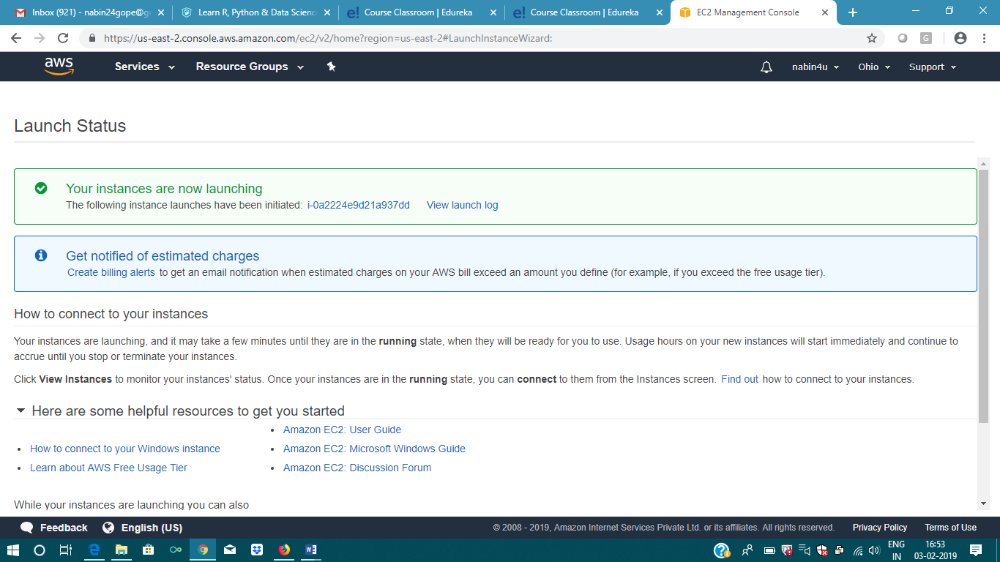 Inbox (921) - nabin24gope@g
Learn R, Python & Data Scienc
Course Classroom | Edureka
Course Classroom | Edureka
EC2 Management Console
https://us-east-2.console.aws.amazon.com/ec2/v2/home?region=us-east-2#LaunchInstanceWizard:
aws
Services
Resource Groups
nabin4u
Ohio
Support
Launch Status
Your instances are now launching
The following instance launches have been initiated: i-0a2224e9d21a937dd View launch log
Get notified of estimated charges
Create billing alerts to get an email notification when estimated charges on your AWS bill exceed an amount you define (for example, if you exceed the free usage tier).
How to connect to your instances
Your instances are launching, and it may take a few minutes until they are in the running state, when they will be ready for you to use. Usage hours on your new instances will start immediately and continue to
accrue until you stop or terminate your instances.
Click View Instances to monitor your instances' status. Once your instances are in the running state, you can connect to them from the Instances screen. Find out how to connect to your instances.
Here are some helpful resources to get you started
• How to connect to your Windows instance
• Learn about AWS Free Usage Tier
• Amazon EC2: User Guide
• Amazon EC2: Microsoft Windows Guide
• Amazon EC2: Discussion Forum
While your instances are launching you can also
Feedback
English (US)
© 2008 - 2019, Amazon Internet Services Private Ltd. or its affiliates. All rights reserved.
Privacy Policy
Terms of Use
ENG
IN
16:53
03-02-2019